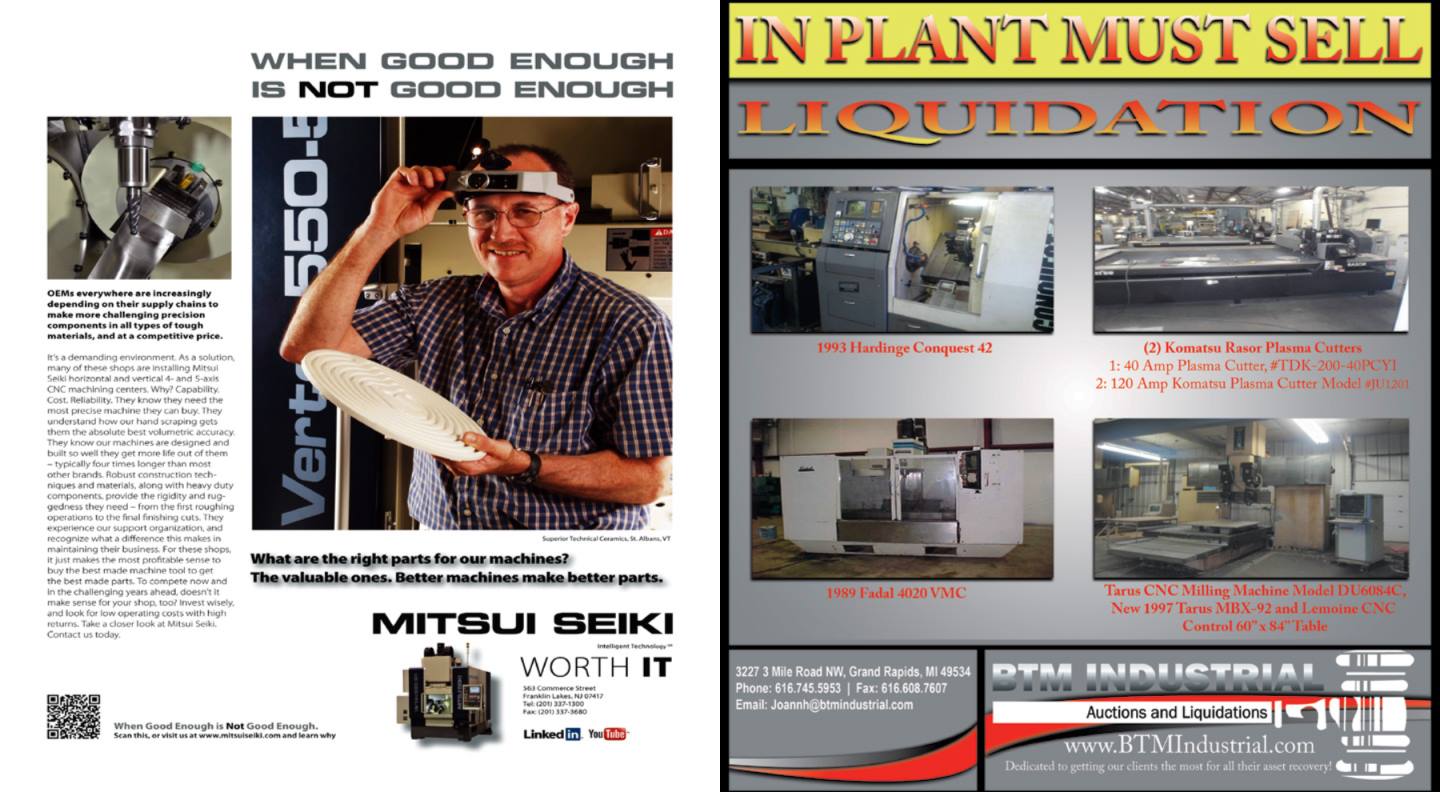 WHEN GOOD ENOUGH
IS NOT GOOD ENOUGH
OEMs everywhere are increasingly
depending on their supply chains to
make more challenging precision
components in all types of tough
materials, and at a competitive price.
It's a demanding environment. As a solution,
many of these shops are installing Mitsui
Seiki horizontal and vertical 4- and 5-axis
CNC machining centers. Why? Capability.
Cost. Reliability. They know they need the
most precise machine they can buy. They
understand how our hand scraping gets
them the absolute best volumetric accuracy.
They know our machines are designed and
built so well they get more life out of them
– typically four times longer than most
other brands. Robust construction tech-
niques and materials, along with heavy duty
components, provide the rigidity and rug-
gedness they need – from the first roughing
operations to the final finishing cuts. They
experience our support organization, and
recognize what a difference this makes in
maintaining their business. For these shops,
it just makes the most profitable sense to
buy the best made machine tool to get
the best made parts. To compete now and
in the challenging years ahead, doesn't it
make sense for your shop, too? Invest wisely,
and look for low operating costs with high
returns. Take a closer look at Mitsui Seiki.
Contact us today.
Vert 550-5
Superior Technical Ceramics, St. Albans, VT
What are the right parts for our machines?
The valuable ones. Better machines make better parts.
MITSUI SEIKI
Intelligent Technology℠
WORTH IT
563 Commerce Street
Franklin Lakes, NJ 07417
Tel: (201) 337-1300
Fax: (201) 337-3680
Linked in YouTube
When Good Enough is Not Good Enough.
Scan this, or visit us at www.mitsuiseiki.com and learn why
IN PLANT MUST SELL
LIQUIDATION
CONQUEST
RASOR
1993 Hardinge Conquest 42
(2) Komatsu Rasor Plasma Cutters
1: 40 Amp Plasma Cutter, #TDK-200-40PCYI
2: 120 Amp Komatsu Plasma Cutter Model #JU1201
1989 Fadal 4020 VMC
Tarus CNC Milling Machine Model DU6084C,
New 1997 Tarus MBX-92 and Lemoine CNC
Control 60" x 84" Table
3227 3 Mile Road NW, Grand Rapids, MI 49534
Phone: 616.745.5953 | Fax: 616.608.7607
Email: Joannh@btmindustrial.com
BTM INDUSTRIAL
Auctions and Liquidations
www.BTMIndustrial.com
Dedicated to getting our clients the most for all their asset recovery!